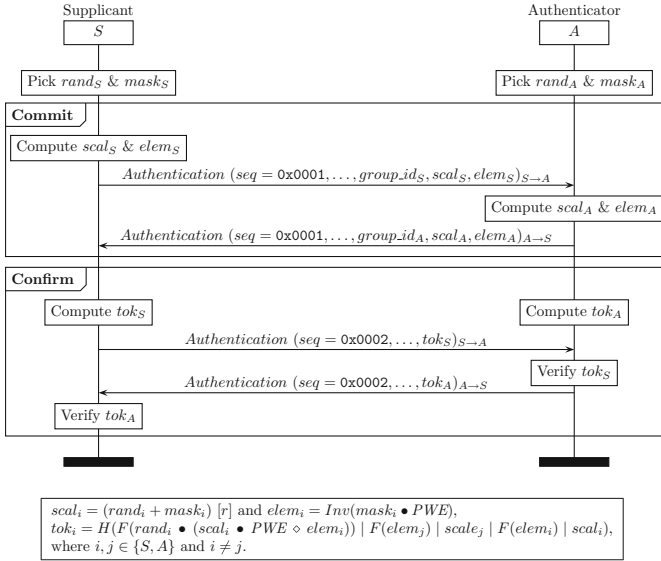 Supplicant
Authenticator
S
A
Pick rand_S & mask_S
Pick rand_A & mask_A
Commit
Compute scal_S & elem_S
Authentication (seq = 0x0001, ..., group_id_S, scal_S, elem_S)_{S→A}
Compute scal_A & elem_A
Authentication (seq = 0x0001, ..., group_id_A, scal_A, elem_A)_{A→S}
Confirm
Compute tok_S
Compute tok_A
Authentication (seq = 0x0002, ..., tok_S)_{S→A}
Verify tok_S
Authentication (seq = 0x0002, ..., tok_A)_{A→S}
Verify tok_A
scal_i = (rand_i + mask_i) [r] and elem_i = Inv(mask_i • PWE),
tok_i = H(F(rand_i • (scal_i • PWE ⋄ elem_i)) | F(elem_j) | scale_j | F(elem_i) | scal_i),
where i, j ∈ {S, A} and i ≠ j.